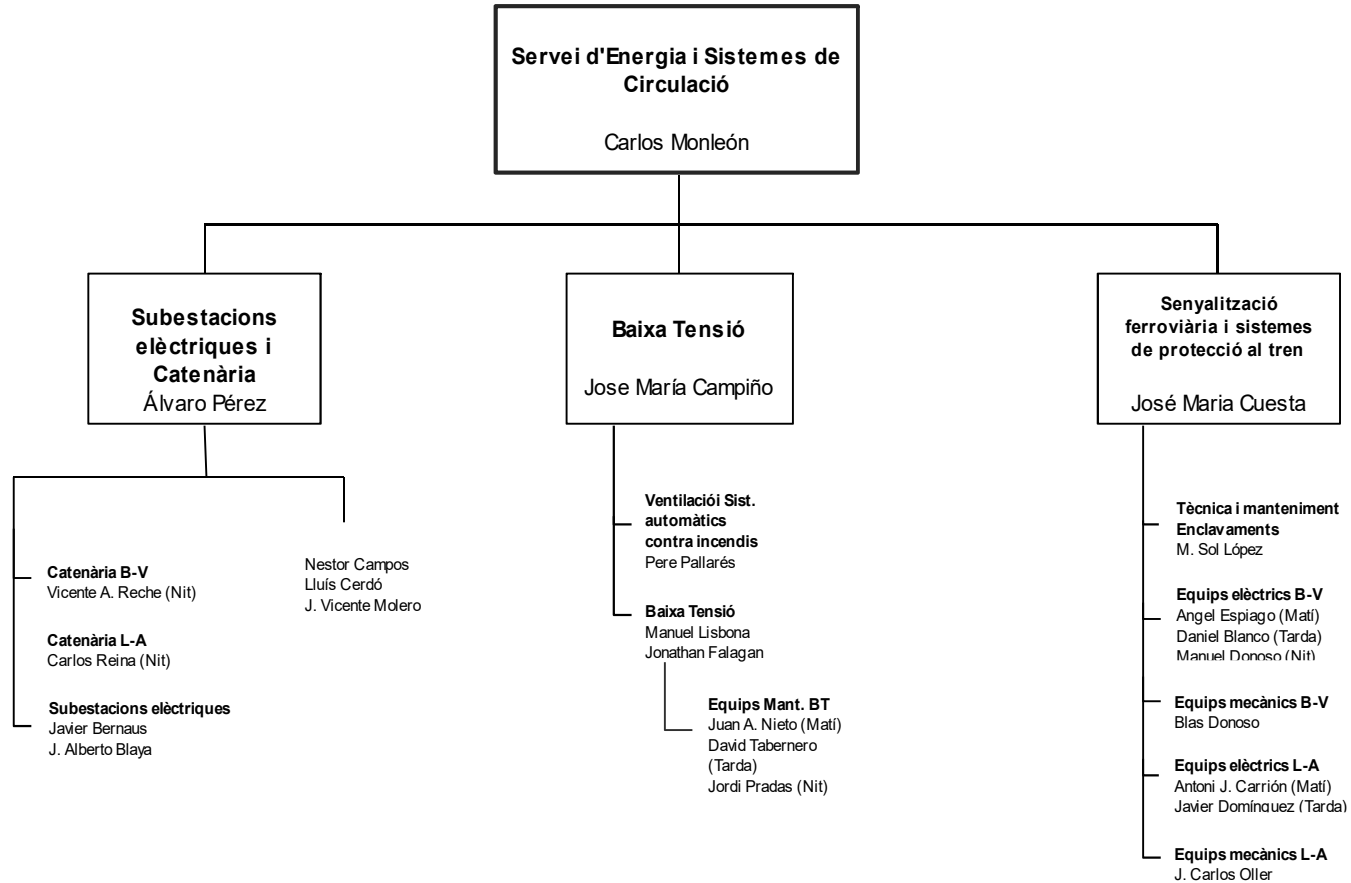 Servei d'Energia i Sistemes de
Circulació
Carlos Monleón
Subestacions
elèctriques i
Catenària
Álvaro Pérez
Catenària B-V
Vicente A. Reche (Nit)
Catenària L-A
Carlos Reina (Nit)
Subestacions elèctriques
Javier Bernaus
J. Alberto Blaya
Nestor Campos
Lluís Cerdó
J. Vicente Molero
Baixa Tensió
Jose María Campiño
Ventilaciói Sist.
automàtics
contra incendis
Pere Pallarés
Baixa Tensió
Manuel Lisbona
Jonathan Falagan
Equips Mant. BT
Juan A. Nieto (Matí)
David Tabernero
(Tarda)
Jordi Pradas (Nit)
Senyalització
ferroviària i sistemes
de protecció al tren
José Maria Cuesta
Tècnica i manteniment
Enclavaments
M. Sol López
Equips elèctrics B-V
Angel Espiago (Matí)
Daniel Blanco (Tarda)
Manuel Donoso (Nit)
Equips mecànics B-V
Blas Donoso
Equips elèctrics L-A
Antoni J. Carrión (Matí)
Javier Domínguez (Tarda)
Equips mecànics L-A
J. Carlos Oller